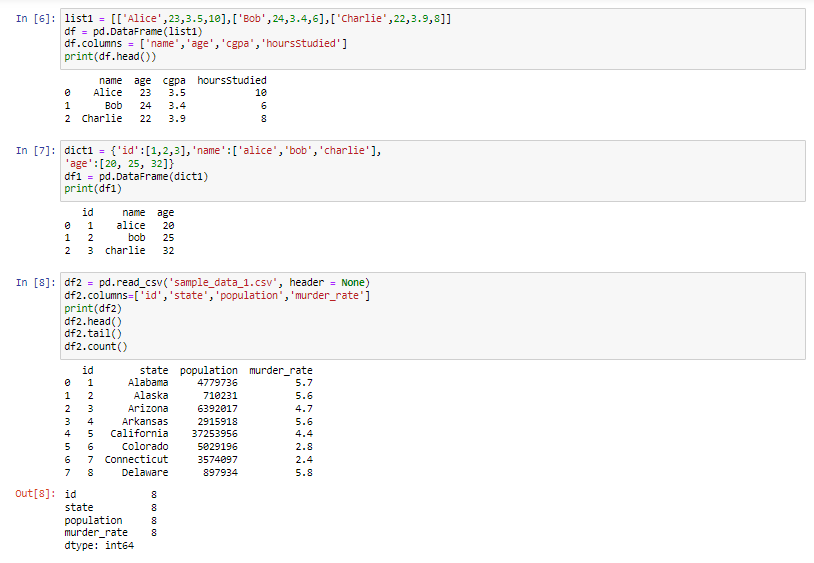 In [6]: list1 = [['Alice',23,3.5,10],['Bob',24,3.4,6],['Charlie',22,3.9,8]]
df = pd.DataFrame(list1)
df.columns = ['name','age','cgpa','hoursStudied']
print(df.head())
name age cgpa hoursStudied
0 Alice 23 3.5 10
1 Bob 24 3.4 6
2 Charlie 22 3.9 8
In [7]: dict1 = {'id':[1,2,3],'name':['alice','bob','charlie'],
'age':[20, 25, 32]}
df1 = pd.DataFrame(dict1)
print(df1)
id name age
0 1 alice 20
1 2 bob 25
2 3 charlie 32
In [8]: df2 = pd.read_csv('sample_data_1.csv', header = None)
df2.columns=['id','state','population','murder_rate']
print(df2)
df2.head()
df2.tail()
df2.count()
id state population murder_rate
0 1 Alabama 4779736 5.7
1 2 Alaska 710231 5.6
2 3 Arizona 6392017 4.7
3 4 Arkansas 2915918 5.6
4 5 California 37253956 4.4
5 6 Colorado 5029196 2.8
6 7 Connecticut 3574097 2.4
7 8 Delaware 897934 5.8
Out[8]: id 8
state 8
population 8
murder_rate 8
dtype: int64